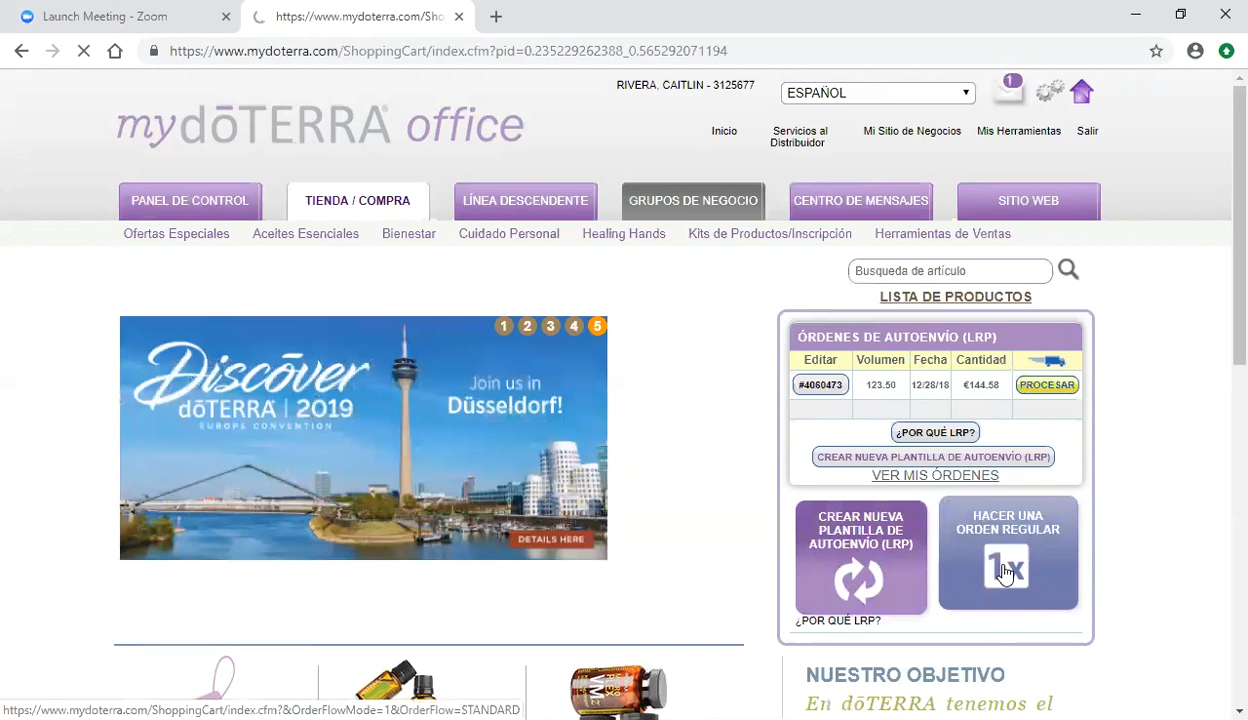 Launch Meeting - Zoom
https://www.mydoterra.com/Sho
https://www.mydoterra.com/ShoppingCart/index.cfm?pid=0.235229262388_0.565292071194
RIVERA, CAITLIN - 3125677
ESPAÑOL
1
mydōTERRA office
Inicio
Servicios al
Distribuidor
Mi Sitio de Negocios
Mis Herramientas
Salir
PANEL DE CONTROL
TIENDA / COMPRA
LÍNEA DESCENDENTE
GRUPOS DE NEGOCIO
CENTRO DE MENSAJES
SITIO WEB
Ofertas Especiales
Aceites Esenciales
Bienestar
Cuidado Personal
Healing Hands
Kits de Productos/Inscripción
Herramientas de Ventas
Busqueda de artículo
LISTA DE PRODUCTOS
1 2 3 4 5
Discōver
dōTERRA | 2019
EUROPE CONVENTION
Join us in
Düsseldorf!
DETAILS HERE
ÓRDENES DE AUTOENVÍO (LRP)
Editar Volumen Fecha Cantidad
#4060473 123.50 12/28/18 €144.58 PROCESAR
¿POR QUÉ LRP?
CREAR NUEVA PLANTILLA DE AUTOENVÍO (LRP)
VER MIS ÓRDENES
CREAR NUEVA
PLANTILLA DE
AUTOENVÍO (LRP)
HACER UNA
ORDEN REGULAR
1x
¿POR QUÉ LRP?
NUESTRO OBJETIVO
En dōTERRA tenemos el
VM
https://www.mydoterra.com/ShoppingCart/index.cfm?&OrderFlowMode=1&OrderFlow=STANDARD